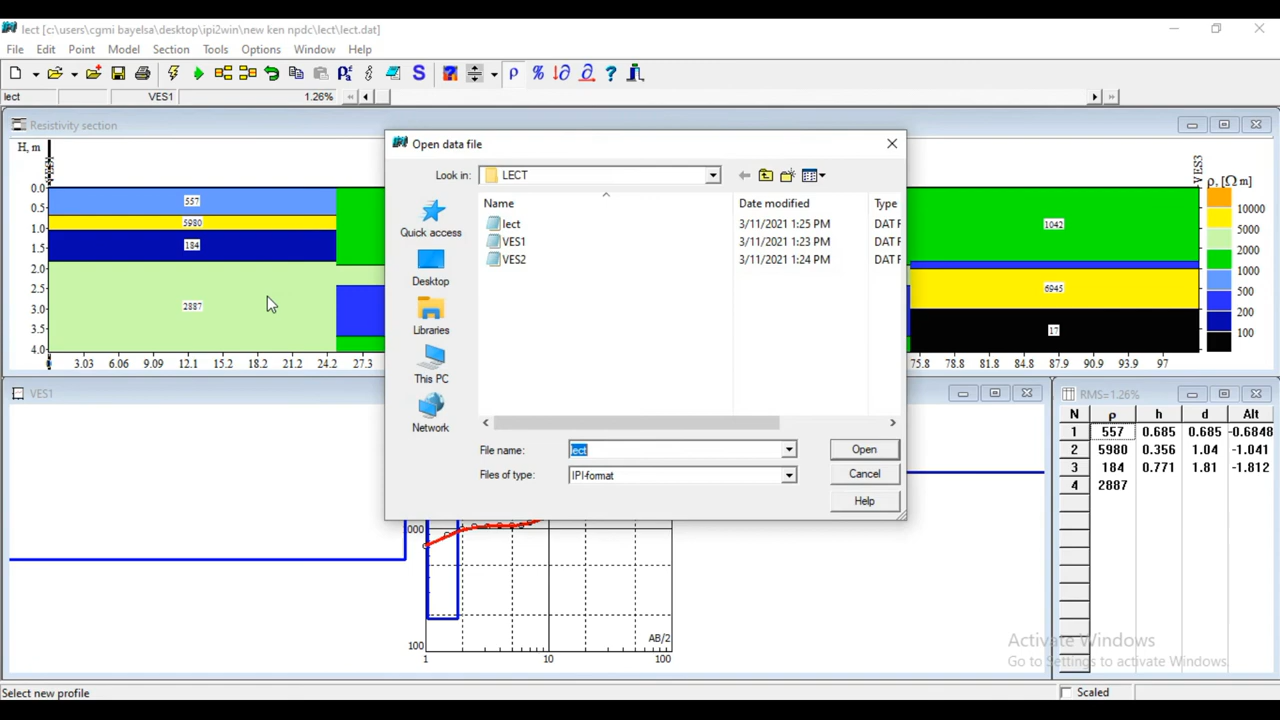 lect [c:\users\cgmi bayelsa\desktop\ipi2win\new ken npdc\lect\lect.dat]
File Edit Point Model Section Tools Options Window Help
lect VES1 1.26%
Resistivity section
H, m
0.0
0.5
1.0
1.5
2.0
2.5
3.0
3.5
4.0
557
5980
184
2887
3.03 6.06 9.09 12.1 15.2 18.2 21.2 24.2 27.3
Open data file
Look in: LECT
Quick access
Desktop
Libraries
This PC
Network
Name Date modified Type
lect 3/11/2021 1:25 PM DAT F
VES1 3/11/2021 1:23 PM DAT F
VES2 3/11/2021 1:24 PM DAT F
File name: lect Open
Files of type: IPI-format Cancel
Help
1042
6945
17
75.8 78.8 81.8 84.8 87.9 90.9 93.9 97
VES3
ρ, [Ω m]
10000
5000
2000
1000
500
200
100
VES1
000
100
1 10 100
AB/2
RMS=1.26%
N ρ h d Alt
1 557 0.685 0.685 -0.6848
2 5980 0.356 1.04 -1.041
3 184 0.771 1.81 -1.812
4 2887
Activate Windows
Go to Settings to activate Windows.
Select new profile
Scaled